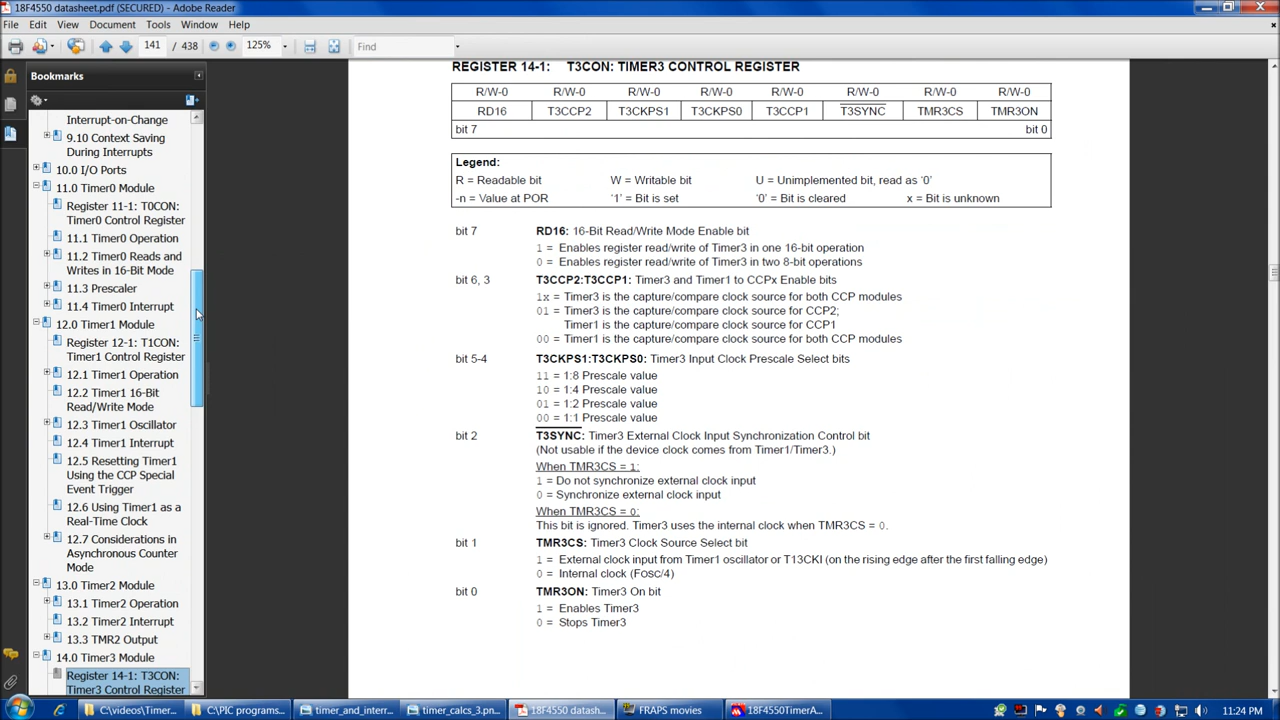 18F4550 datasheet.pdf (SECURED) - Adobe Reader
File Edit View Document Tools Window Help
141 / 438 125% Find
Bookmarks
Interrupt-on-Change
9.10 Context Saving
During Interrupts
10.0 I/O Ports
11.0 Timer0 Module
Register 11-1: T0CON:
Timer0 Control Register
11.1 Timer0 Operation
11.2 Timer0 Reads and
Writes in 16-Bit Mode
11.3 Prescaler
11.4 Timer0 Interrupt
12.0 Timer1 Module
Register 12-1: T1CON:
Timer1 Control Register
12.1 Timer1 Operation
12.2 Timer1 16-Bit
Read/Write Mode
12.3 Timer1 Oscillator
12.4 Timer1 Interrupt
12.5 Resetting Timer1
Using the CCP Special
Event Trigger
12.6 Using Timer1 as a
Real-Time Clock
12.7 Considerations in
Asynchronous Counter
Mode
13.0 Timer2 Module
13.1 Timer2 Operation
13.2 Timer2 Interrupt
13.3 TMR2 Output
14.0 Timer3 Module
Register 14-1: T3CON:
Timer3 Control Register
REGISTER 14-1: T3CON: TIMER3 CONTROL REGISTER
R/W-0 R/W-0 R/W-0 R/W-0 R/W-0 R/W-0 R/W-0 R/W-0
RD16 T3CCP2 T3CKPS1 T3CKPS0 T3CCP1 T3SYNC TMR3CS TMR3ON
bit 7 bit 0
Legend:
R = Readable bit W = Writable bit U = Unimplemented bit, read as ‘0’
-n = Value at POR ‘1’ = Bit is set ‘0’ = Bit is cleared x = Bit is unknown
bit 7 RD16: 16-Bit Read/Write Mode Enable bit
1 = Enables register read/write of Timer3 in one 16-bit operation
0 = Enables register read/write of Timer3 in two 8-bit operations
bit 6, 3 T3CCP2:T3CCP1: Timer3 and Timer1 to CCPx Enable bits
1x = Timer3 is the capture/compare clock source for both CCP modules
01 = Timer3 is the capture/compare clock source for CCP2;
Timer1 is the capture/compare clock source for CCP1
00 = Timer1 is the capture/compare clock source for both CCP modules
bit 5-4 T3CKPS1:T3CKPS0: Timer3 Input Clock Prescale Select bits
11 = 1:8 Prescale value
10 = 1:4 Prescale value
01 = 1:2 Prescale value
00 = 1:1 Prescale value
bit 2 T3SYNC: Timer3 External Clock Input Synchronization Control bit
(Not usable if the device clock comes from Timer1/Timer3.)
When TMR3CS = 1:
1 = Do not synchronize external clock input
0 = Synchronize external clock input
When TMR3CS = 0:
This bit is ignored. Timer3 uses the internal clock when TMR3CS = 0.
bit 1 TMR3CS: Timer3 Clock Source Select bit
1 = External clock input from Timer1 oscillator or T13CKI (on the rising edge after the first falling edge)
0 = Internal clock (FOSC/4)
bit 0 TMR3ON: Timer3 On bit
1 = Enables Timer3
0 = Stops Timer3
C:\videos\Timer... C:\PIC programs... timer_and_interr... timer_calcs_3.pn... 18F4550 datash... FRAPS movies 18F4550TimerA... 11:24 PM